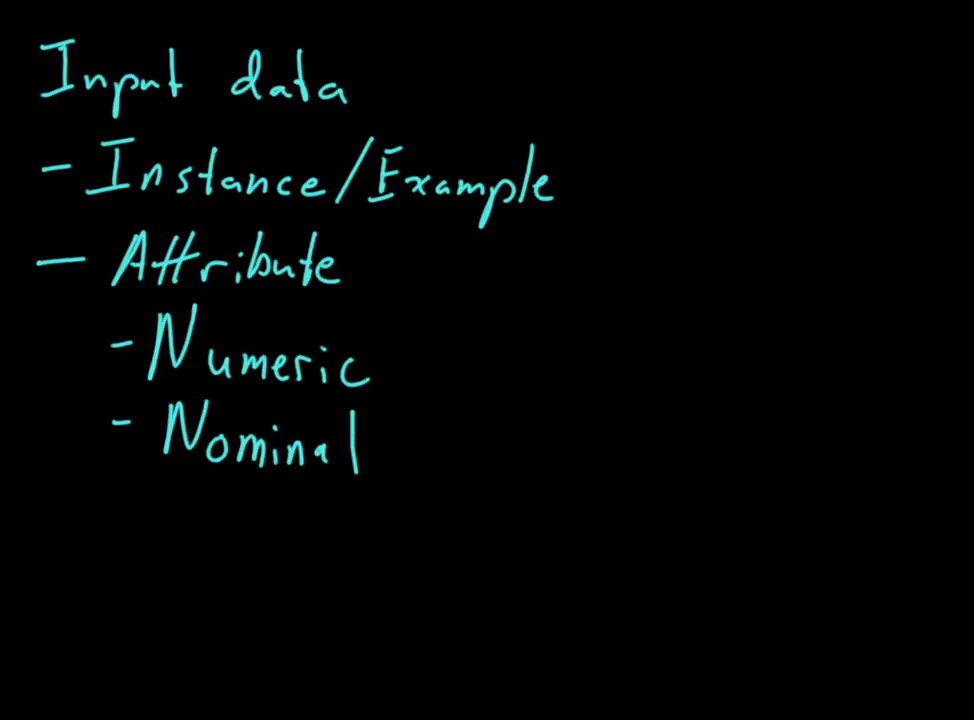 Input data
- Instance/Example
- Attribute
- Numeric
- Nominal